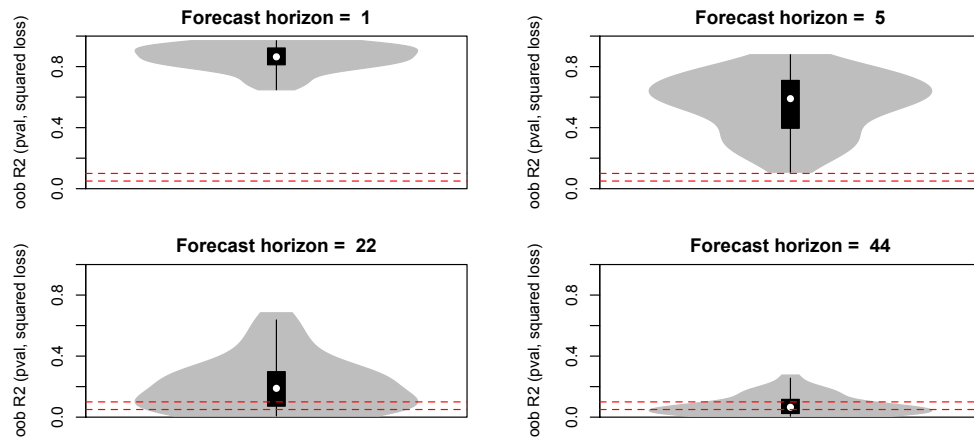 Forecast horizon =  1
oob R2 (pval, squared loss)
0.0
0.4
0.8
Forecast horizon =  5
oob R2 (pval, squared loss)
0.0
0.4
0.8
Forecast horizon =  22
oob R2 (pval, squared loss)
0.0
0.4
0.8
Forecast horizon =  44
oob R2 (pval, squared loss)
0.0
0.4
0.8